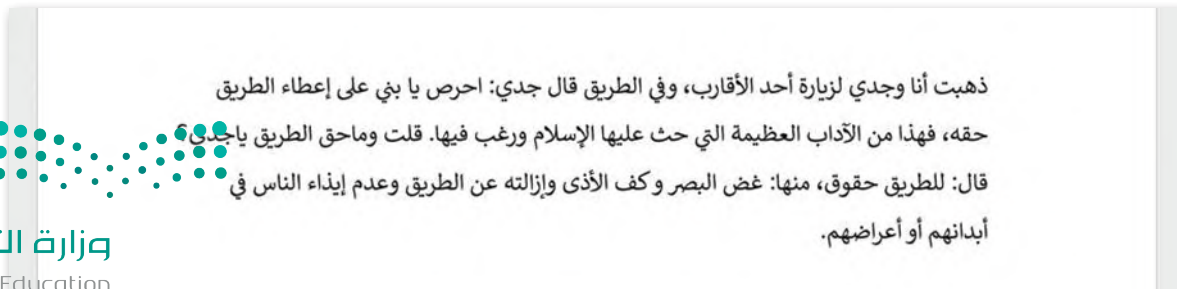 ذهبت أنا وجدي لزيارة أحد الأقارب، وفي الطريق قال جدي: احرص يا بني على إعطاء الطريق
حقه، فهذا من الآداب العظيمة التي حث عليها الإسلام ورغب فيها. قلت وماحق الطريق ياجدي؟
قال: للطريق حقوق، منها: غض البصر وكف الأذى وإزالته عن الطريق وعدم إيذاء الناس في
أبدانهم أو أعراضهم.
وزارة
Education